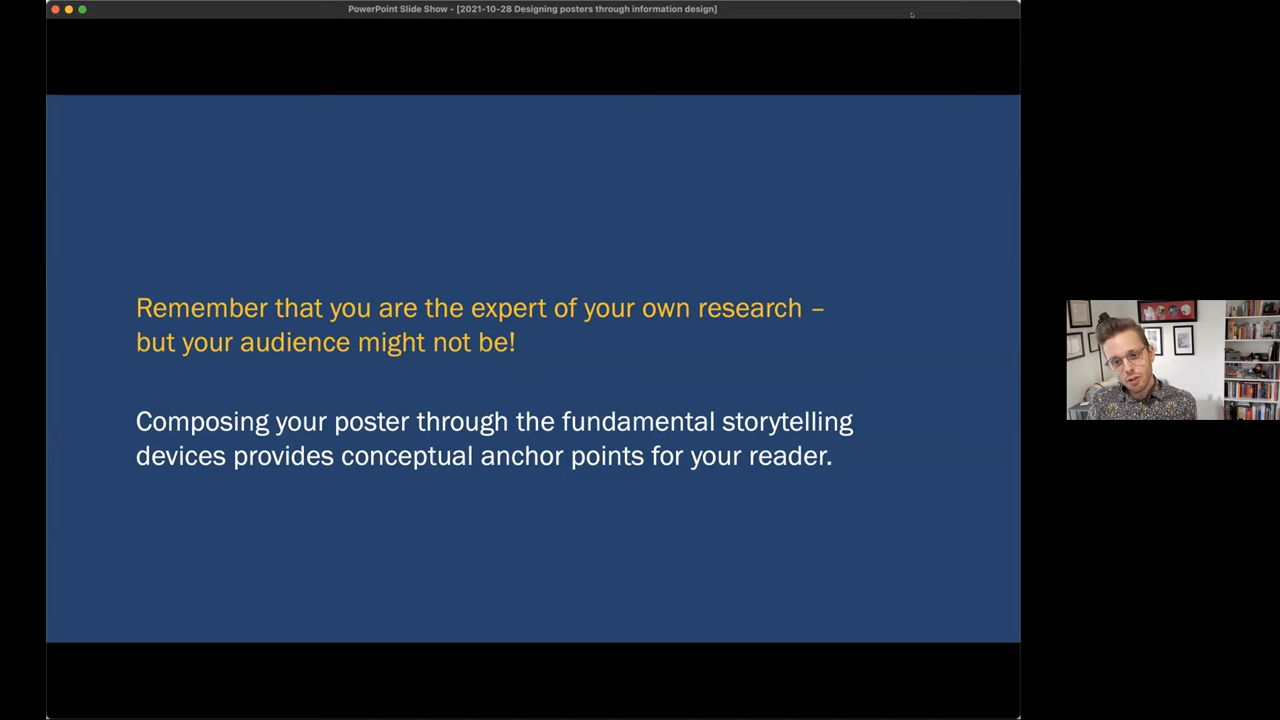 PowerPoint Slide Show - [2021-10-28 Designing posters through information design]
Remember that you are the expert of your own research –
but your audience might not be!
Composing your poster through the fundamental storytelling
devices provides conceptual anchor points for your reader.